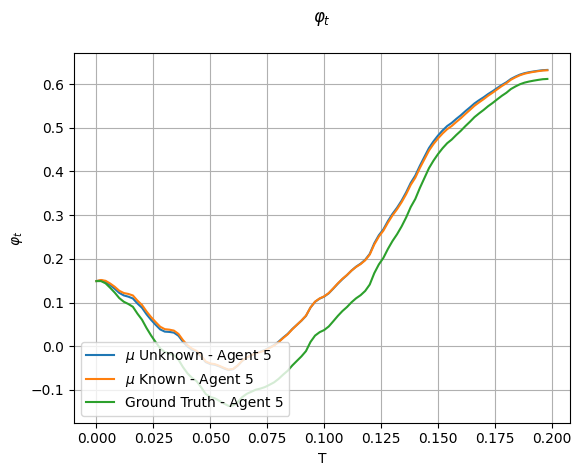 φₜ
0.6
0.5
0.4
0.3
0.2
0.1
0.0
−0.1
φₜ
μ Unknown - Agent 5
μ Known - Agent 5
Ground Truth - Agent 5
0.000 0.025 0.050 0.075 0.100 0.125 0.150 0.175 0.200
T